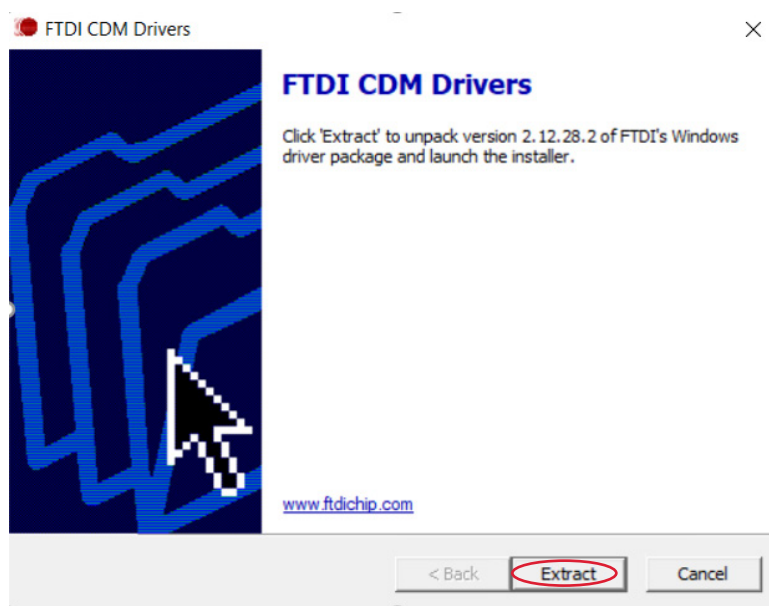 FTDI CDM Drivers
FTDI CDM Drivers
Click 'Extract' to unpack version 2.12.28.2 of FTDI's Windows
driver package and launch the installer.
www.ftdichip.com
< Back Extract Cancel